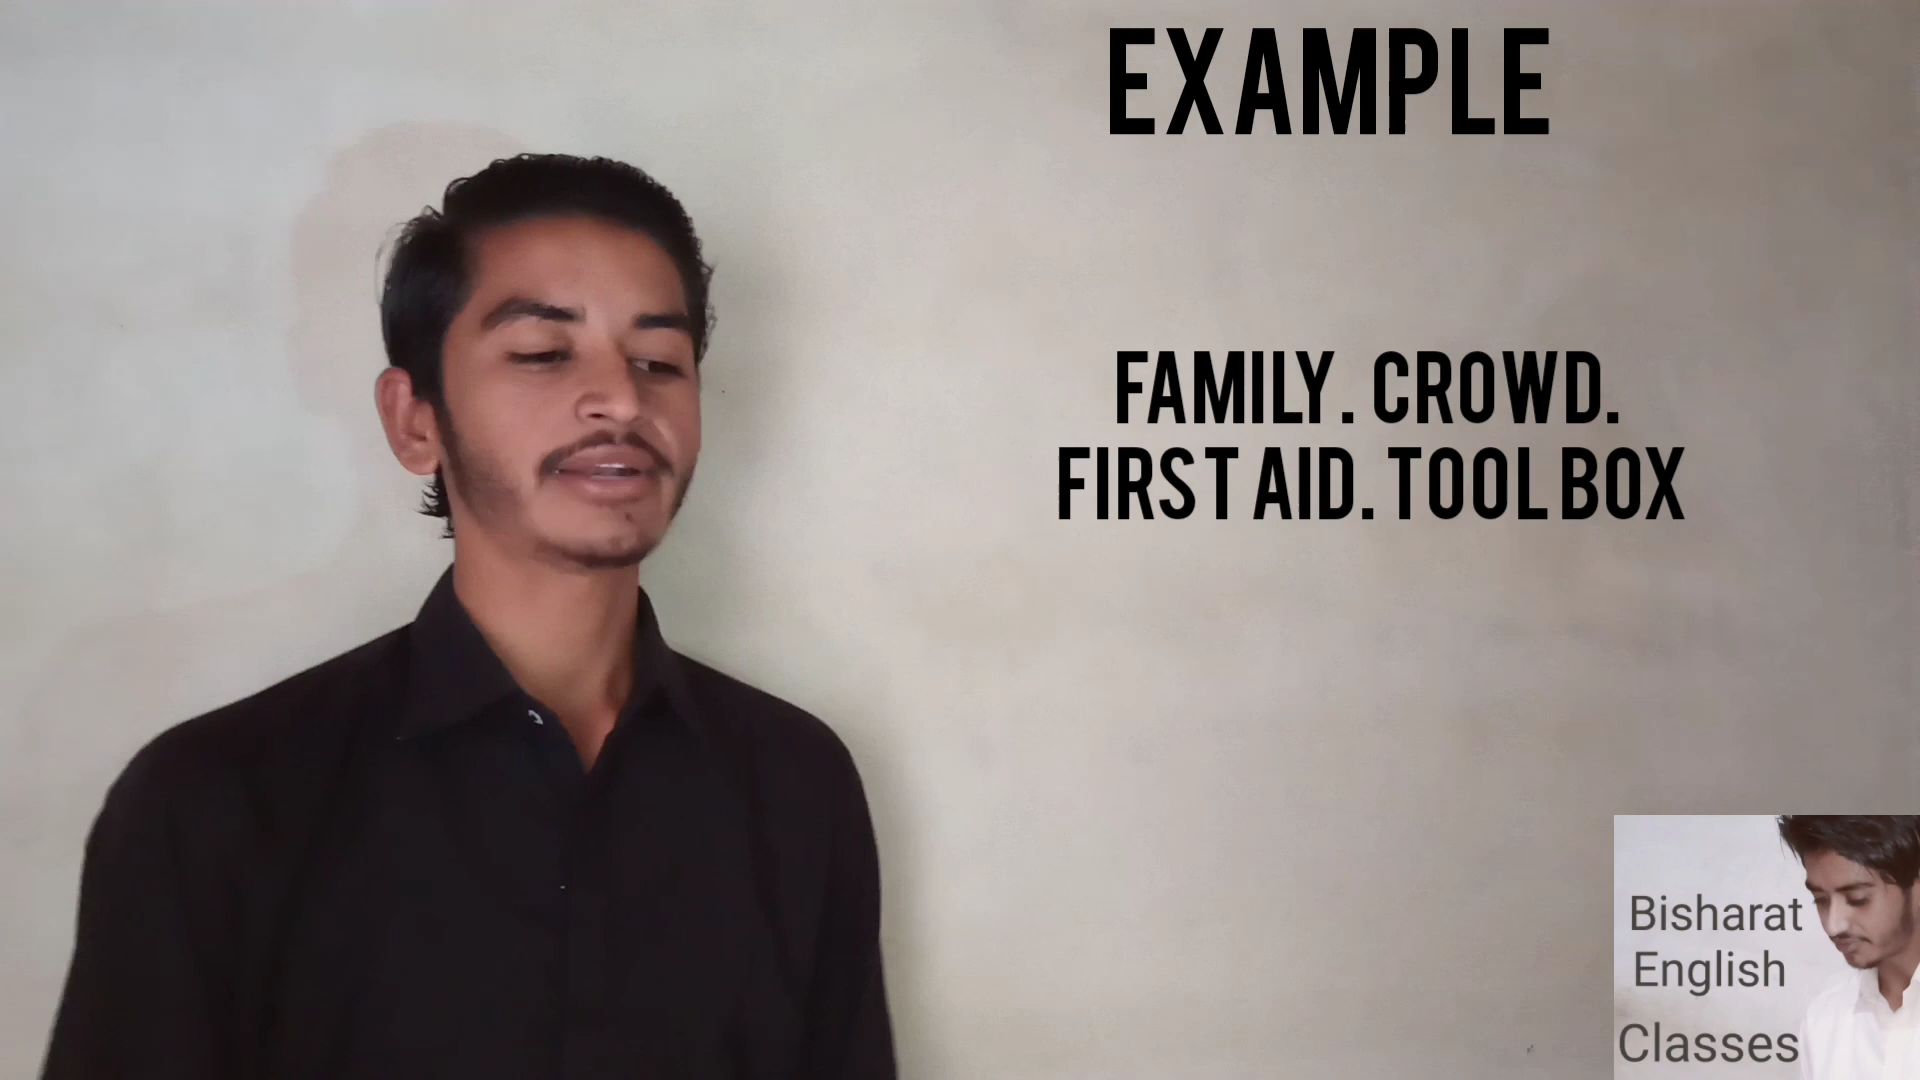 EXAMPLE
FAMILY. CROWD.
FIRST AID. TOOL BOX
Bisharat
English
Classes